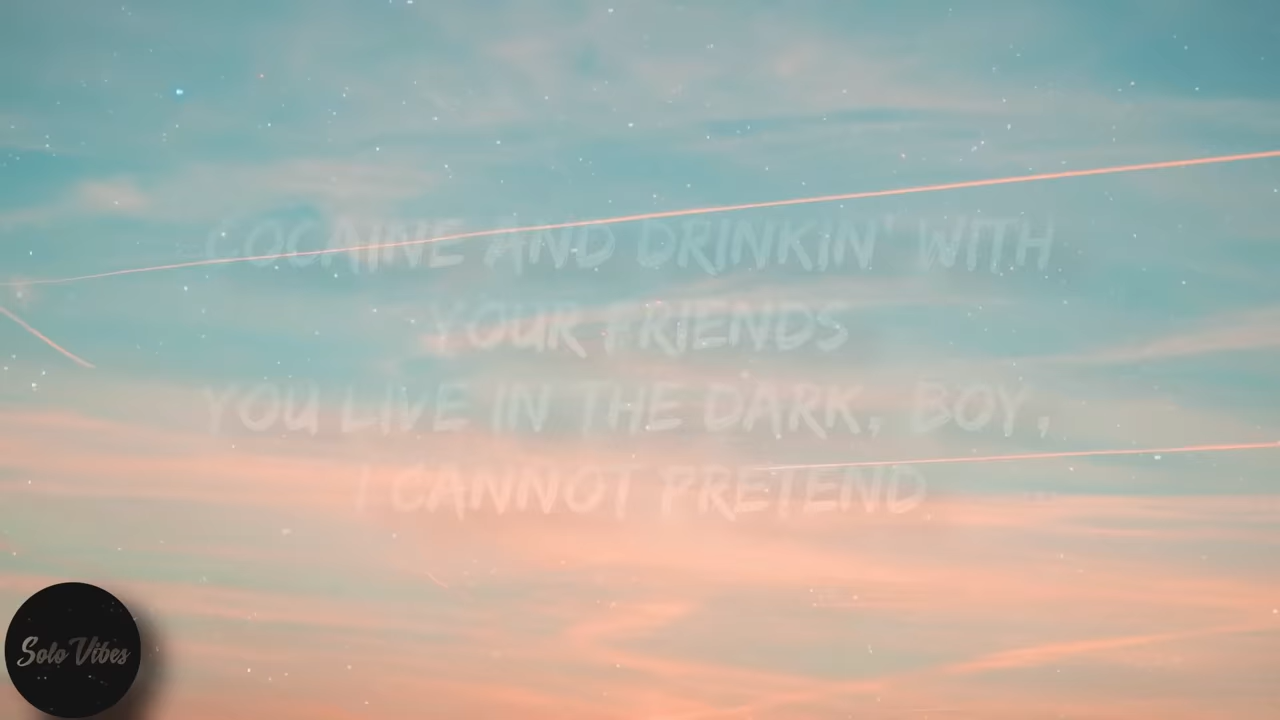 COCAINE AND DRINKIN' WITH
YOUR FRIENDS
YOU LIVE IN THE DARK, BOY,
I CANNOT PRETEND
Solo Vibes